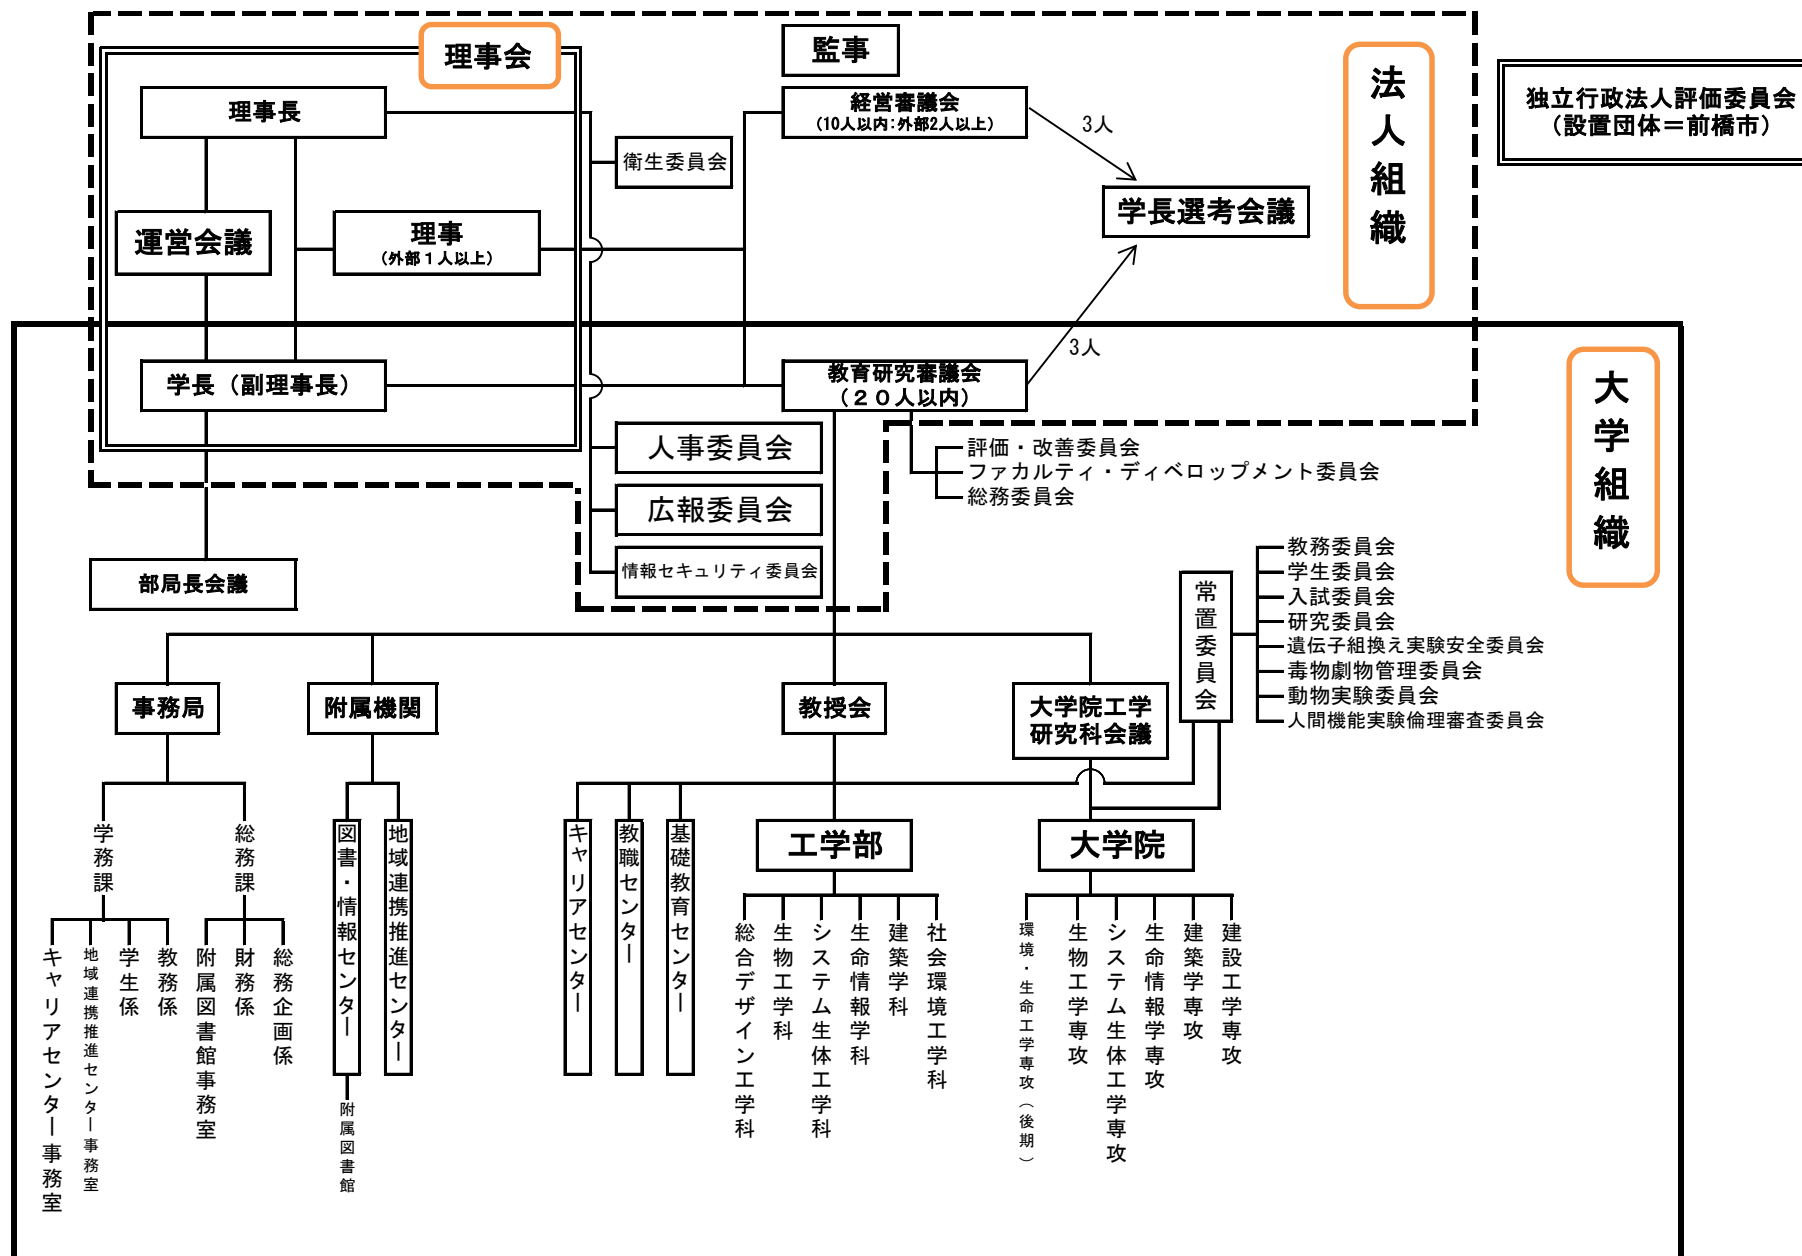 理事会
監事
法人組織
独立行政法人評価委員会
（設置団体＝前橋市）
理事長
経営審議会
（10人以内：外部2人以上）
3人
衛生委員会
学長選考会議
運営会議
理事
（外部１人以上）
3人
学長（副理事長）
教育研究審議会
（２０人以内）
大学組織
人事委員会
評価・改善委員会
ファカルティ・ディベロップメント委員会
総務委員会
広報委員会
情報セキュリティ委員会
部局長会議
常置委員会
教務委員会
学生委員会
入試委員会
研究委員会
遺伝子組換え実験安全委員会
毒物劇物管理委員会
動物実験委員会
人間機能実験倫理審査委員会
事務局
附属機関
教授会
大学院工学
研究科会議
学務課
総務課
図書・情報センター
地域連携推進センター
キャリアセンター
教職センター
基礎教育センター
工学部
大学院
キャリアセンター事務室
地域連携推進センター事務室
学生係
教務係
附属図書館事務室
財務係
総務企画係
附属図書館
総合デザイン工学科
生物工学科
システム生体工学科
生命情報学科
建築学科
社会環境工学科
環境・生命工学専攻（後期）
生物工学専攻
システム生体工学専攻
生命情報学専攻
建築学専攻
建設工学専攻